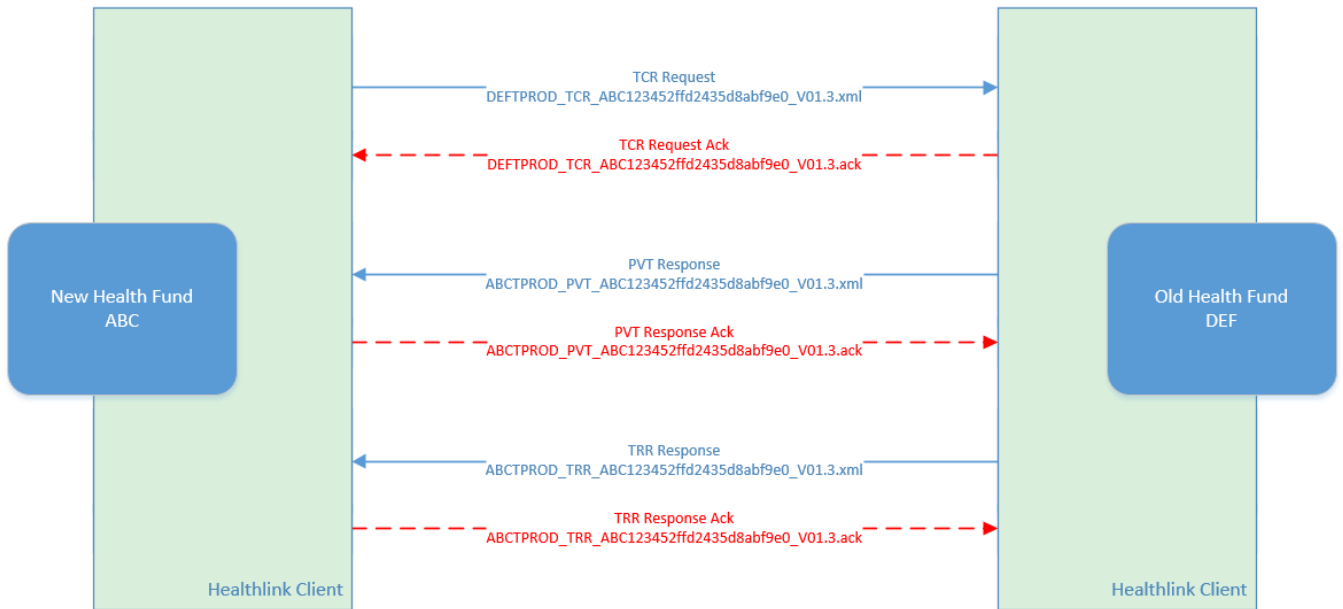 TCR Request
DEFTPROD_TCR_ABC123452ffd2435d8abf9e0_V01.3.xml
TCR Request Ack
DEFTPROD_TCR_ABC123452ffd2435d8abf9e0_V01.3.ack
New Health Fund
ABC
PVT Response
ABCTPROD_PVT_ABC123452ffd2435d8abf9e0_V01.3.xml
PVT Response Ack
ABCTPROD_PVT_ABC123452ffd2435d8abf9e0_V01.3.ack
Old Health Fund
DEF
TRR Response
ABCTPROD_TRR_ABC123452ffd2435d8abf9e0_V01.3.xml
TRR Response Ack
ABCTPROD_TRR_ABC123452ffd2435d8abf9e0_V01.3.ack
Healthlink Client
Healthlink Client